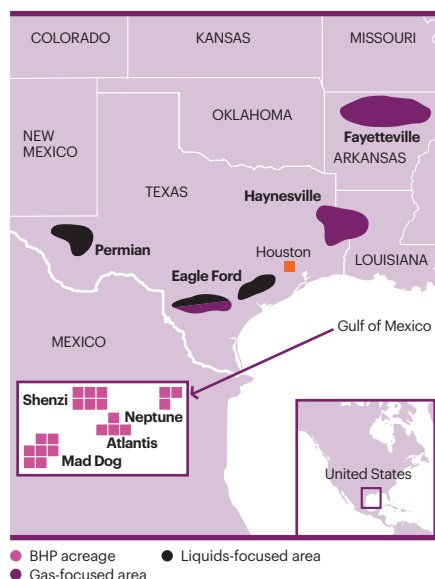 COLORADO
KANSAS
MISSOURI
OKLAHOMA
Fayetteville
NEW
MEXICO
ARKANSAS
TEXAS
Haynesville
Permian
Houston
LOUISIANA
Eagle Ford
Gulf of Mexico
MEXICO
Shenzi
Neptune
Atlantis
Mad Dog
United States
BHP acreage
Liquids-focused area
Gas-focused area